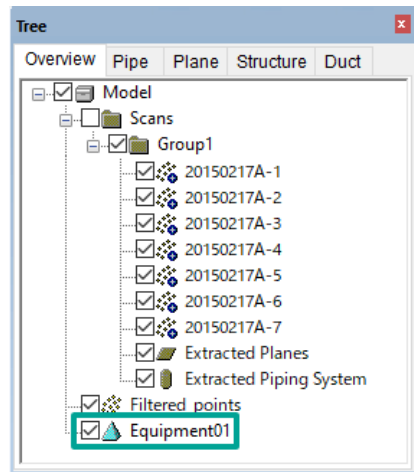 Tree
Overview Pipe Plane Structure Duct
Model
Scans
Group1
20150217A-1
20150217A-2
20150217A-3
20150217A-4
20150217A-5
20150217A-6
20150217A-7
Extracted Planes
Extracted Piping System
Filtered points
Equipment01